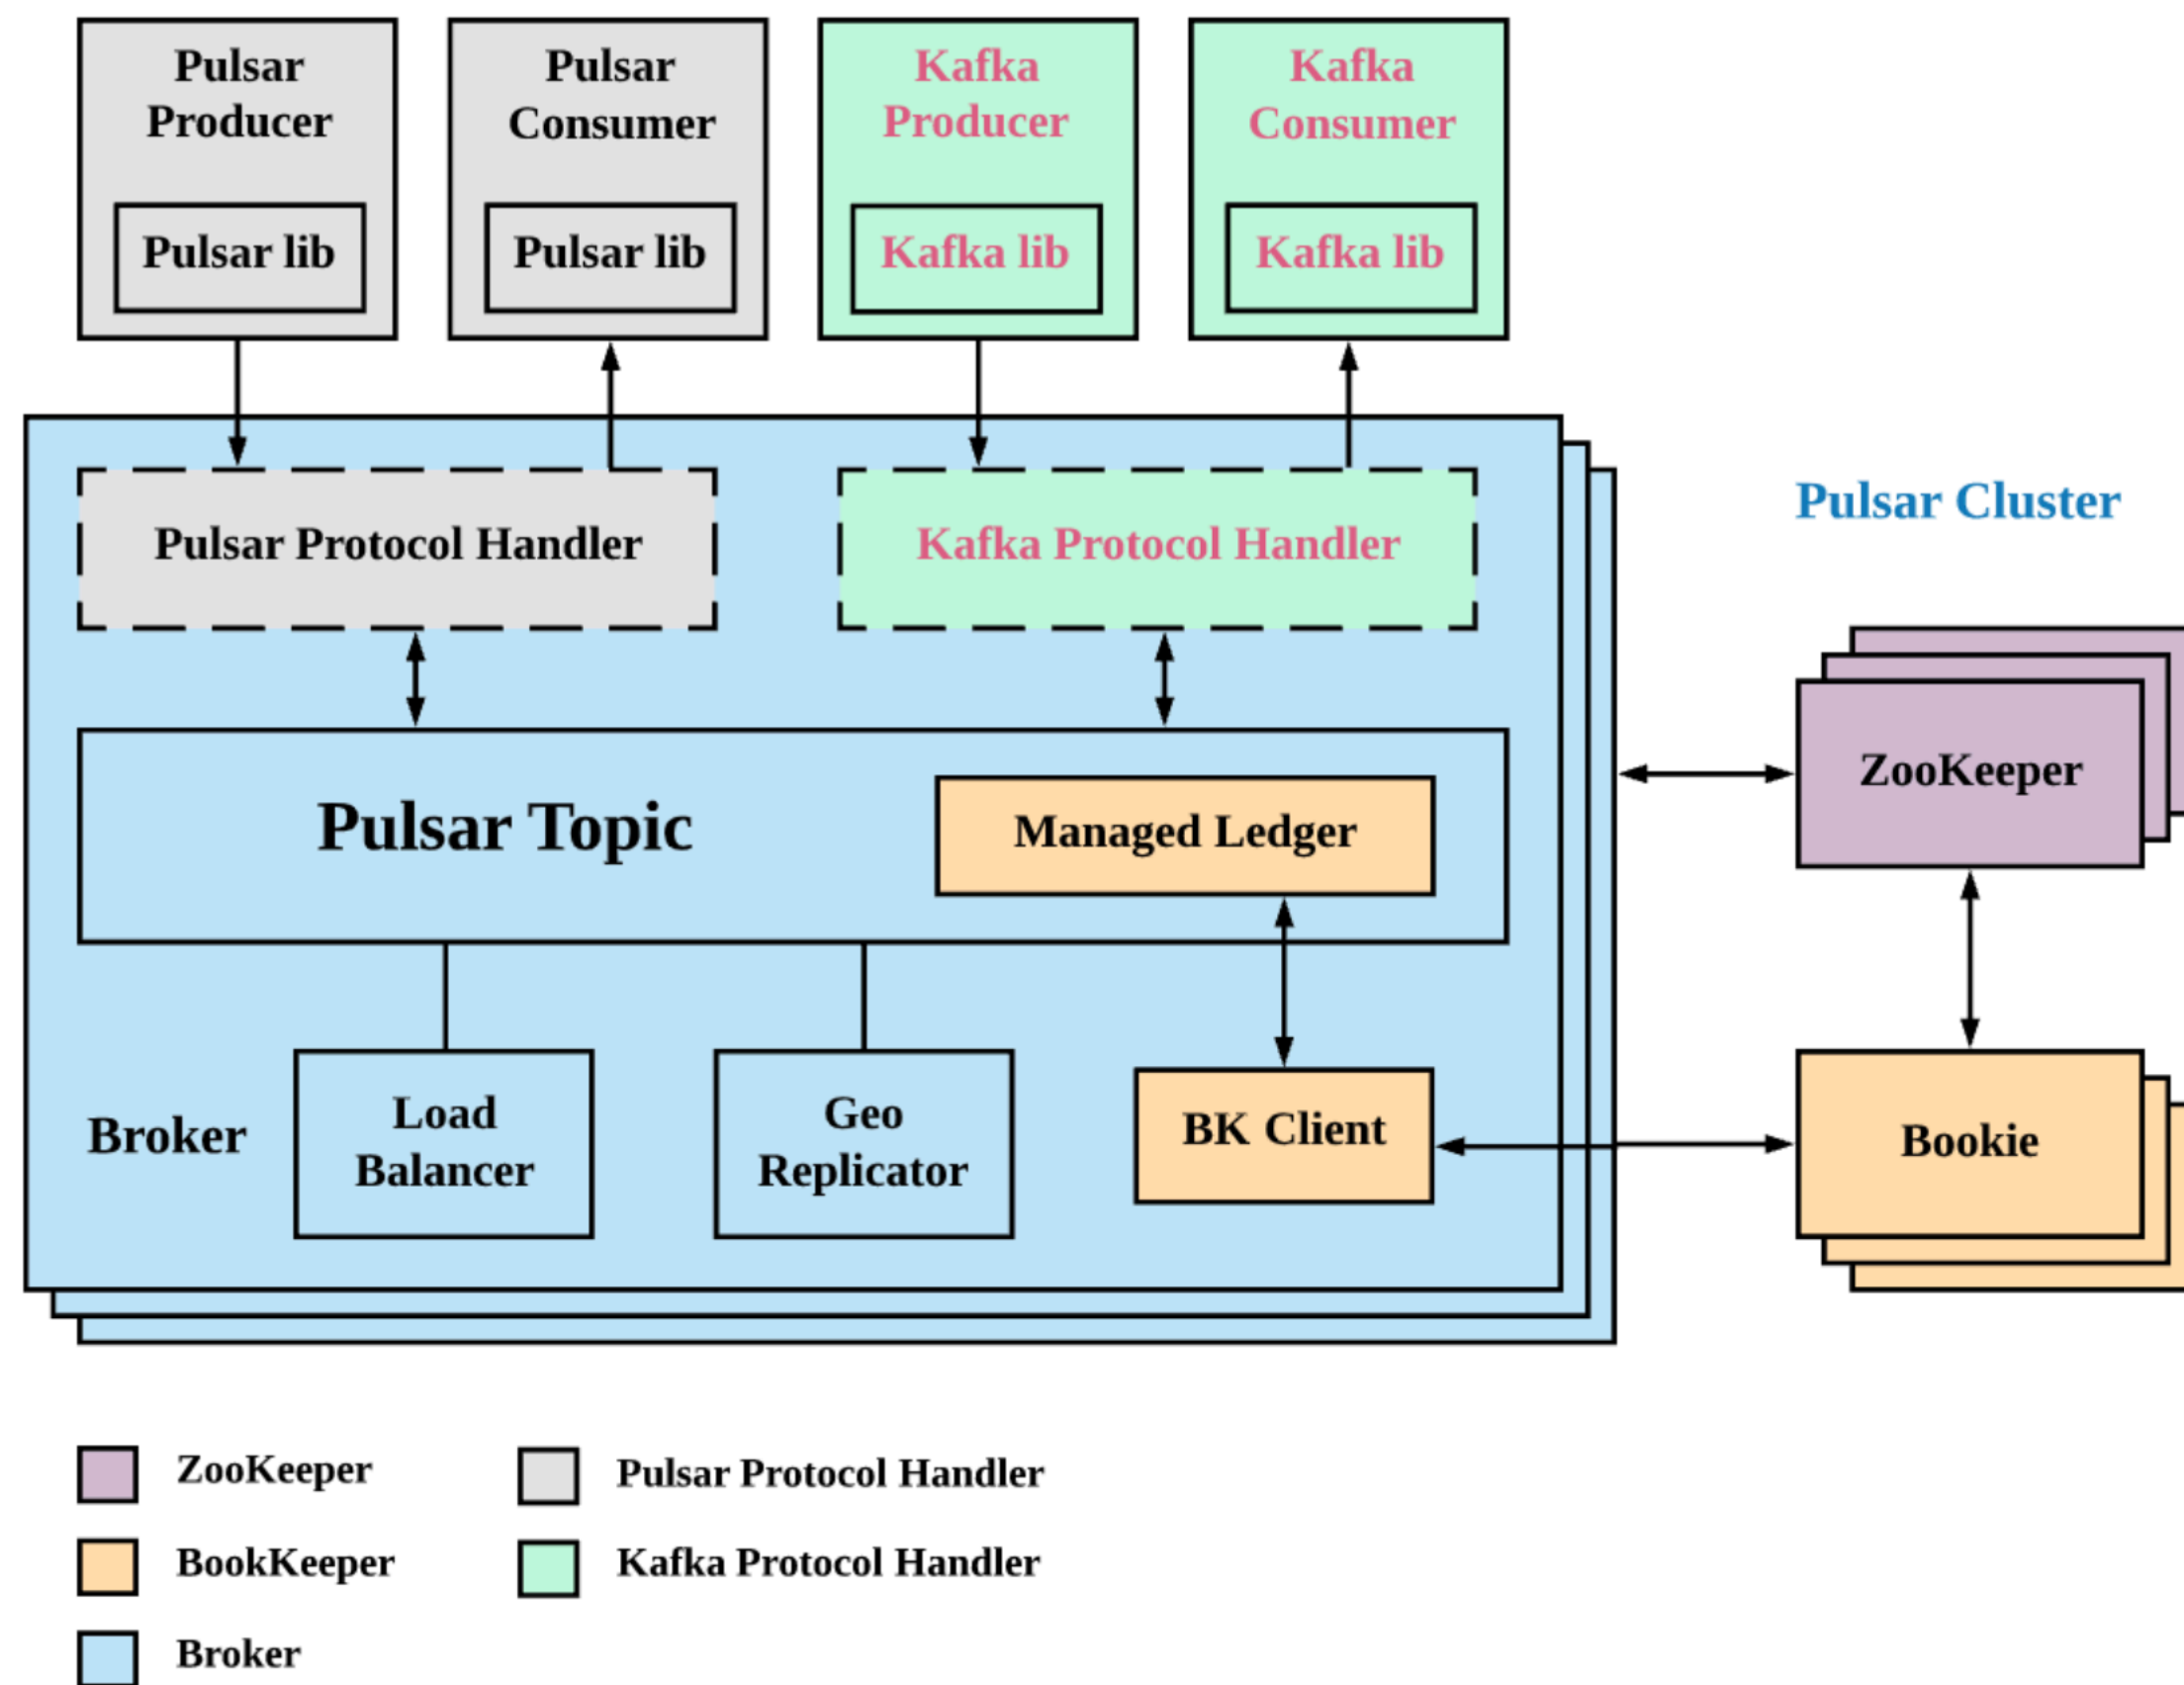 Pulsar
Producer
Pulsar lib
Pulsar
Consumer
Pulsar lib
Kafka
Producer
Kafka lib
Kafka
Consumer
Kafka lib
Pulsar Protocol Handler
Kafka Protocol Handler
Pulsar Cluster
Pulsar Topic
Managed Ledger
ZooKeeper
Broker
Load
Balancer
Geo
Replicator
BK Client
Bookie
ZooKeeper
Pulsar Protocol Handler
BookKeeper
Kafka Protocol Handler
Broker